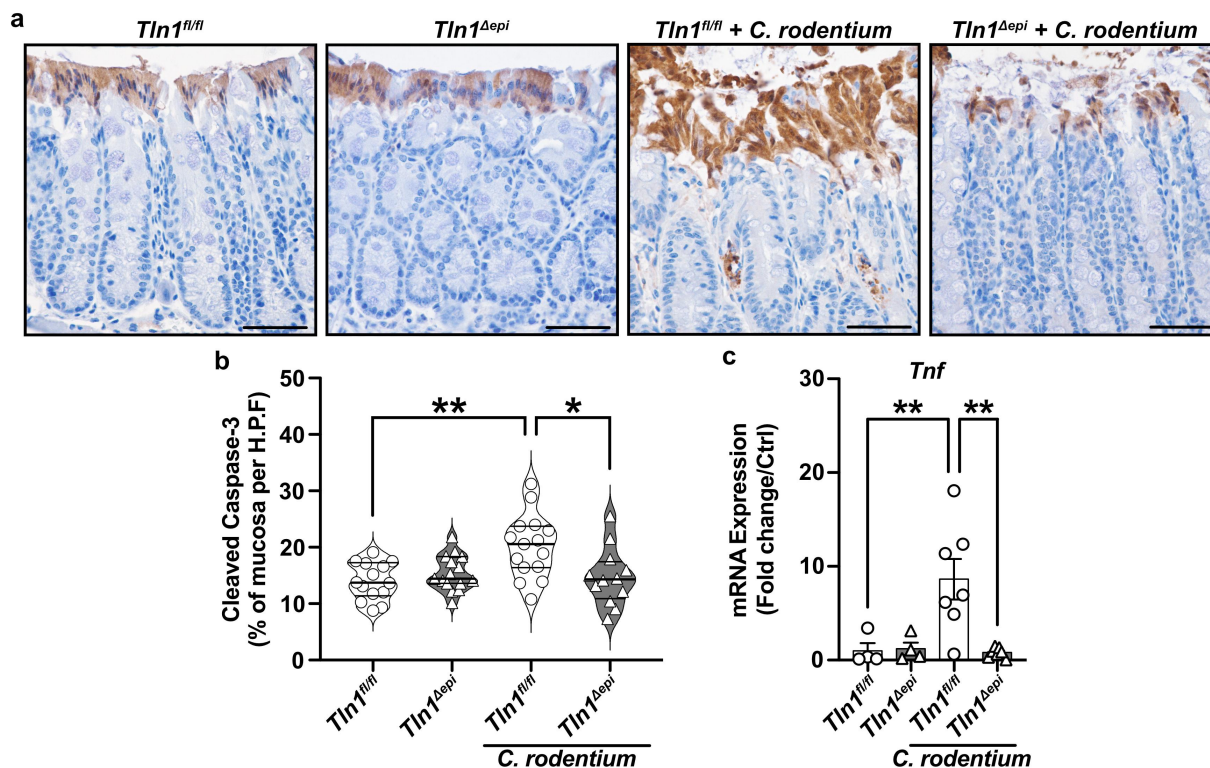 a
Tln1fl/fl
Tln1Δepi
Tln1fl/fl + C. rodentium
Tln1Δepi + C. rodentium
b
Cleaved Caspase-3
(% of mucosa per H.P.F)
50
40
30
20
10
0
**
*
Tln1fl/fl
Tln1Δepi
Tln1fl/fl
Tln1Δepi
C. rodentium
c
Tnf
mRNA Expression
(Fold change/Ctrl)
30
20
10
0
**
**
Tln1fl/fl
Tln1Δepi
Tln1fl/fl
Tln1Δepi
C. rodentium